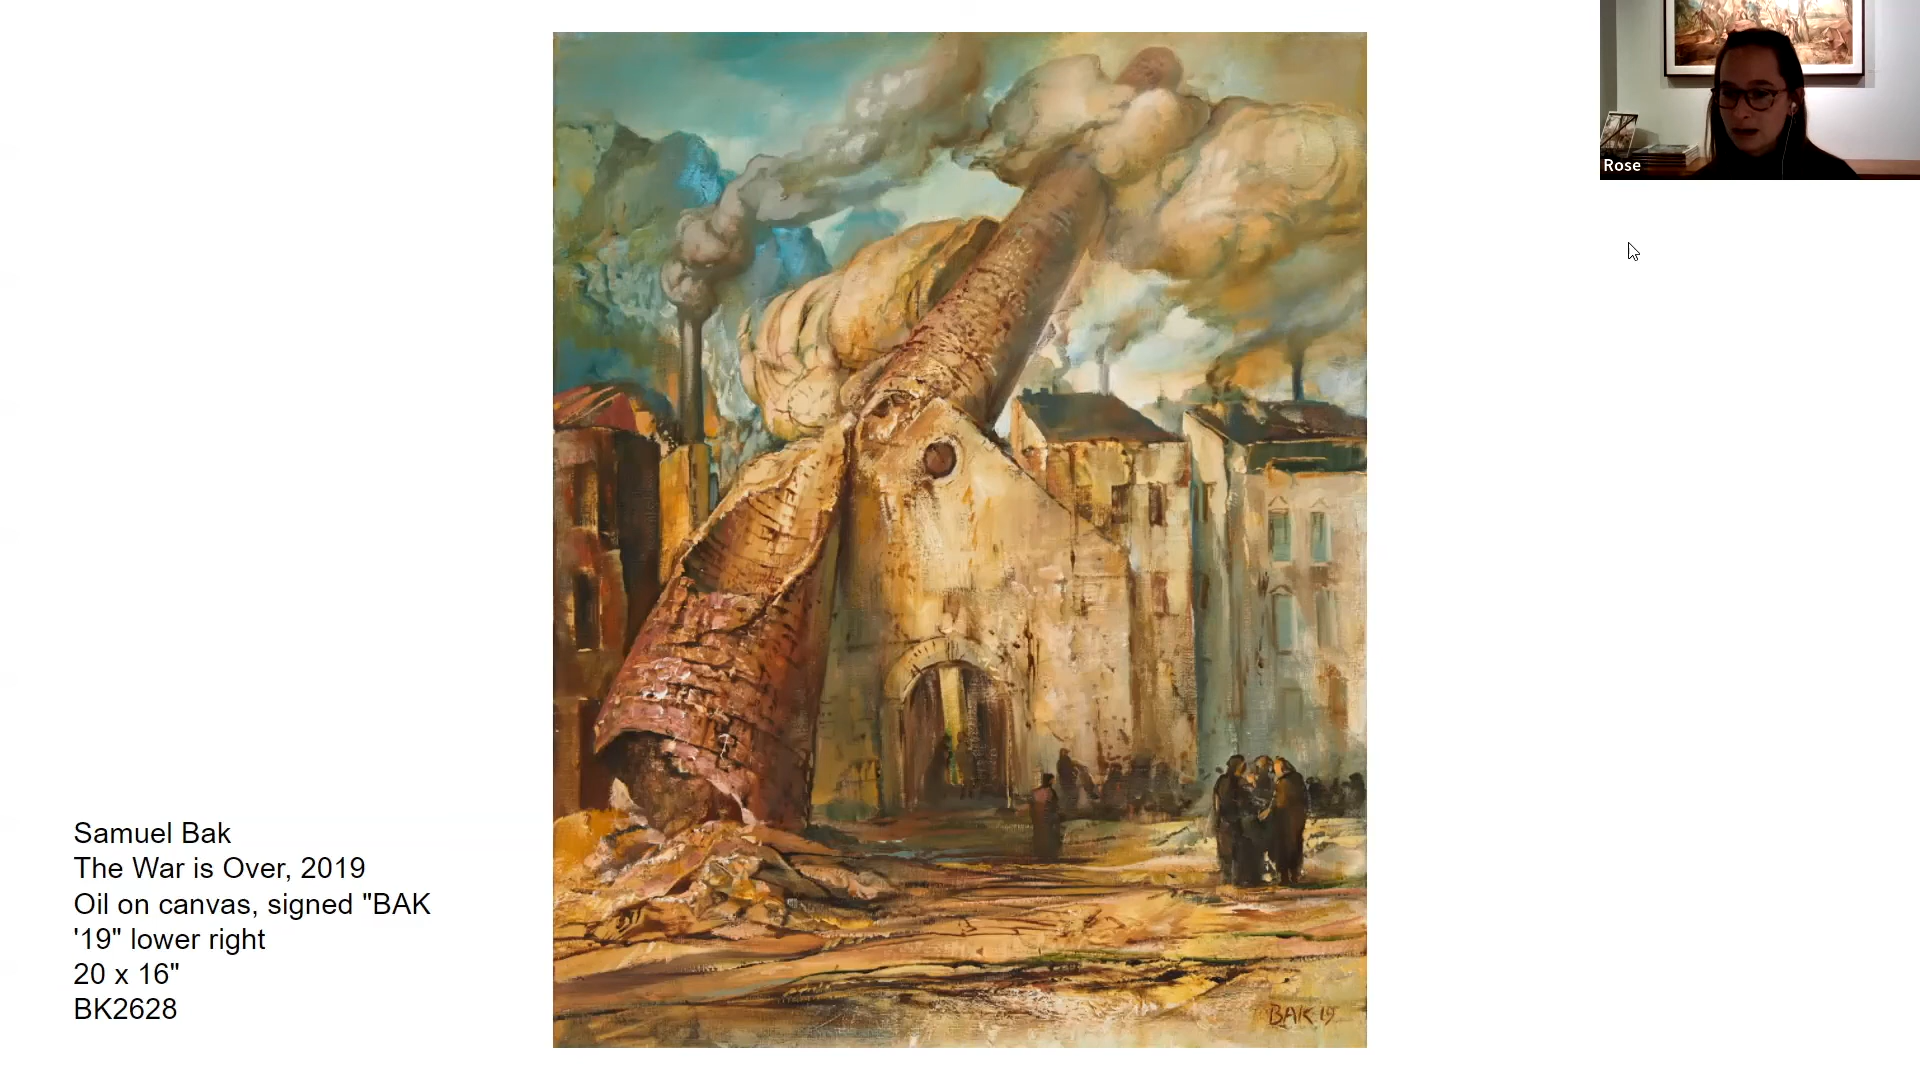 Rose
Samuel Bak
The War is Over, 2019
Oil on canvas, signed "BAK
'19" lower right
20 x 16"
BK2628
BAK 19